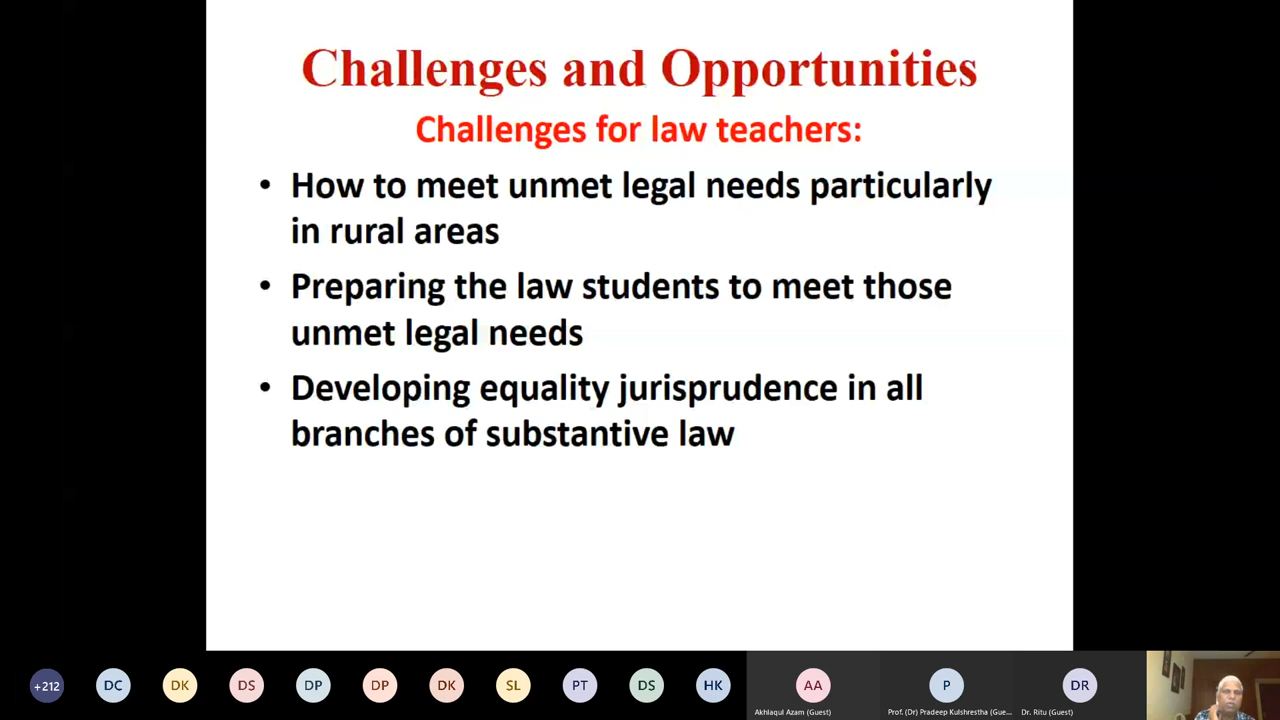 Challenges and Opportunities
Challenges for law teachers:
• How to meet unmet legal needs particularly
in rural areas
• Preparing the law students to meet those
unmet legal needs
• Developing equality jurisprudence in all
branches of substantive law
+212
DC
DK
DS
DP
DP
DK
SL
PT
DS
HK
AA
P
DR
Akhlaqul Azam (Guest)
Prof. (Dr) Pradeep Kulshrestha (Gue...
Dr. Ritu (Guest)